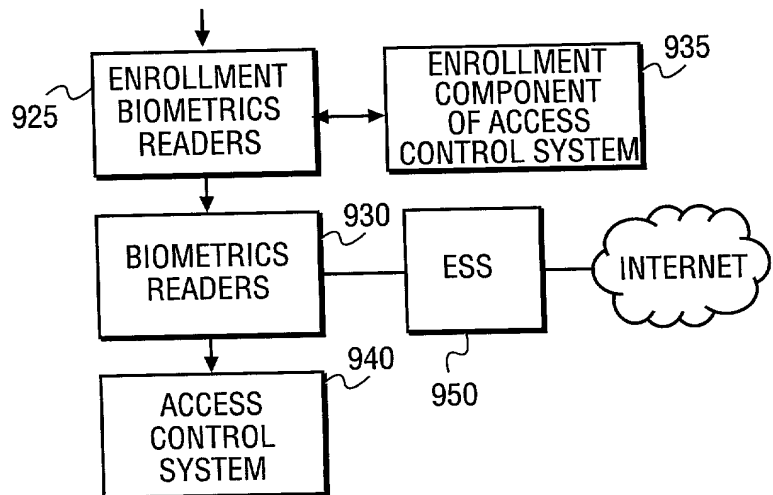 925
ENROLLMENT
BIOMETRICS
READERS
ENROLLMENT
COMPONENT
OF ACCESS
CONTROL SYSTEM
935
BIOMETRICS
READERS
930
ESS
950
INTERNET
ACCESS
CONTROL
SYSTEM
940